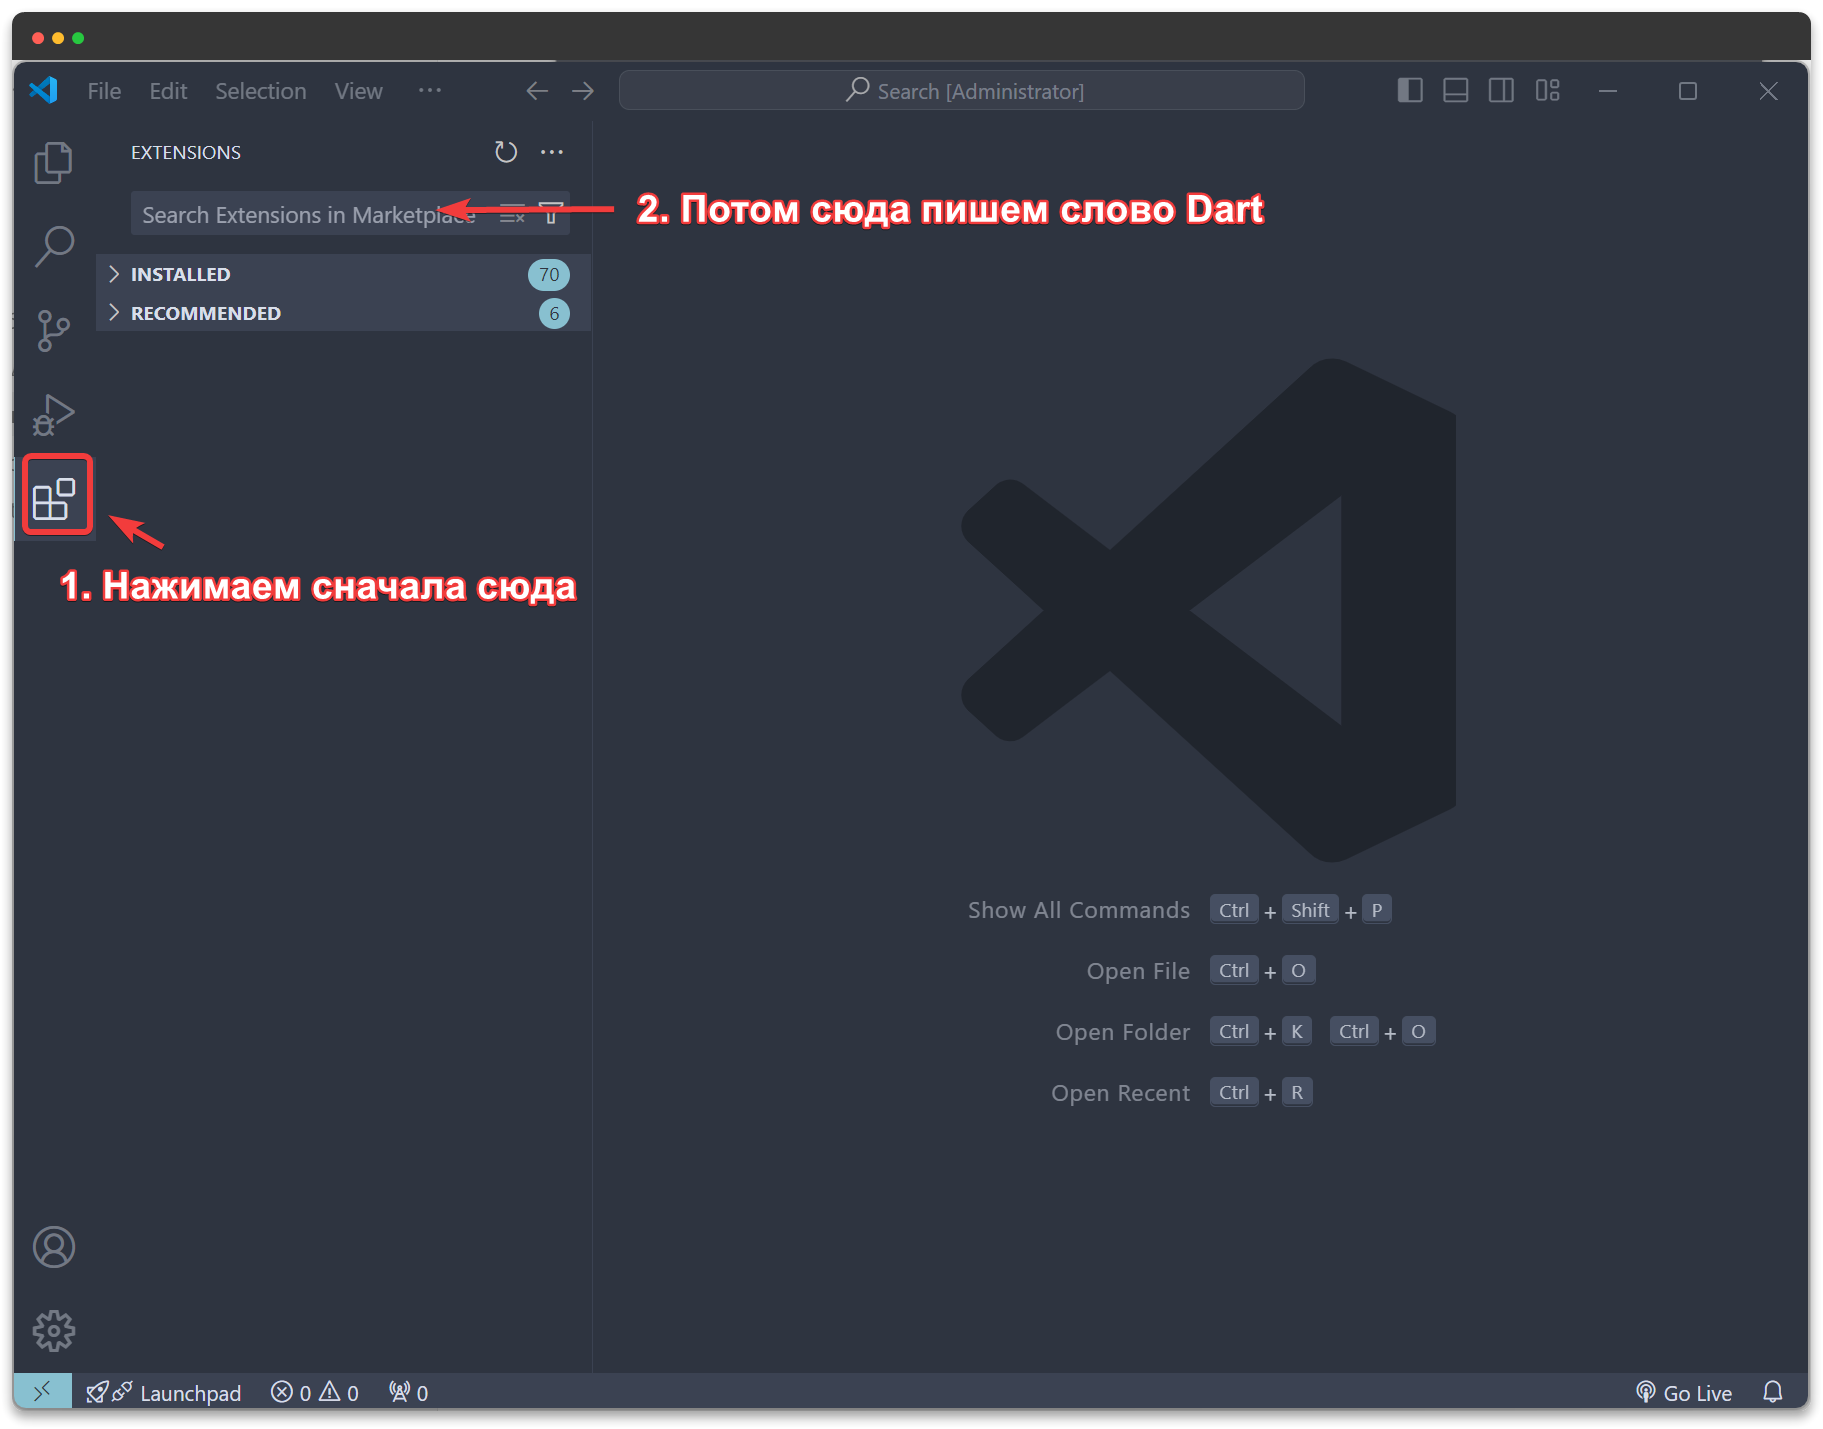 File Edit Selection View ··· Search [Administrator]
EXTENSIONS
Search Extensions in Marketplace
2. Потом сюда пишем слово Dart
INSTALLED 70
RECOMMENDED 6
1. Нажимаем сначала сюда
Show All Commands Ctrl + Shift + P
Open File Ctrl + O
Open Folder Ctrl + K Ctrl + O
Open Recent Ctrl + R
Launchpad 0 0 0 Go Live